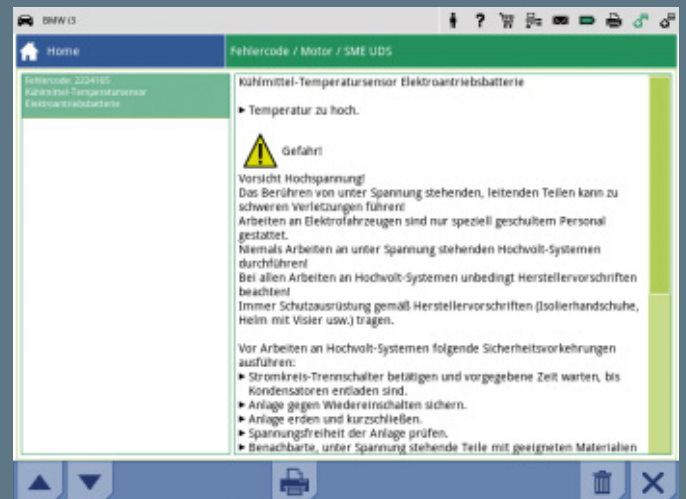 BMW i3
Home
Fehlercode / Motor / SME UDS
Fehlercode: 2224165
Kühlmittel-Temperatursensor
Elektroantriebsbatterie
Kühlmittel-Temperatursensor Elektroantriebsbatterie
► Temperatur zu hoch.
Gefahr!
Vorsicht Hochspannung!
Das Berühren von unter Spannung stehenden, leitenden Teilen kann zu
schweren Verletzungen führen!
Arbeiten an Elektrofahrzeugen sind nur speziell geschultem Personal
gestattet.
Niemals Arbeiten an unter Spannung stehenden Hochvolt-Systemen
durchführen!
Bei allen Arbeiten an Hochvolt-Systemen unbedingt Herstellervorschriften
beachten!
Immer Schutzausrüstung gemäß Herstellervorschriften (Isolierhandschuhe,
Helm mit Visier usw.) tragen.
Vor Arbeiten an Hochvolt-Systemen folgende Sicherheitsvorkehrungen
ausführen:
► Stromkreis-Trennschalter betätigen und vorgegebene Zeit warten, bis
Kondensatoren entladen sind.
► Anlage gegen Wiedereinschalten sichern.
► Anlage erden und kurzschließen.
► Spannungsfreiheit der Anlage prüfen.
► Benachbarte, unter Spannung stehende Teile mit geeigneten Materialien